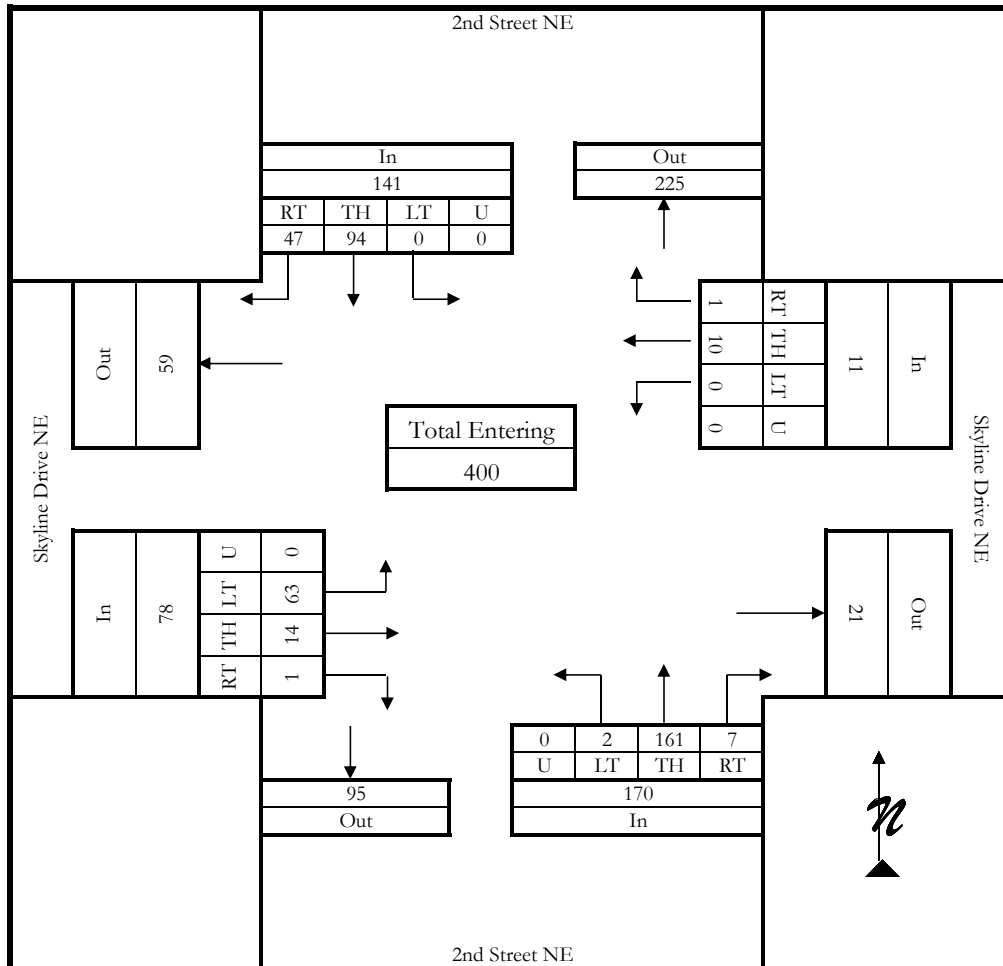 2nd Street NE
In
141
RT TH LT U
47 94 0 0
Out
225
Out
59
Skyline Drive NE
1 RT
10 TH
0 LT
0 U
11
In
Skyline Drive NE
Total Entering
400
In
78
U 0
LT 63
TH 14
RT 1
21
Out
0 2 161 7
U LT TH RT
170
In
95
Out
N
2nd Street NE